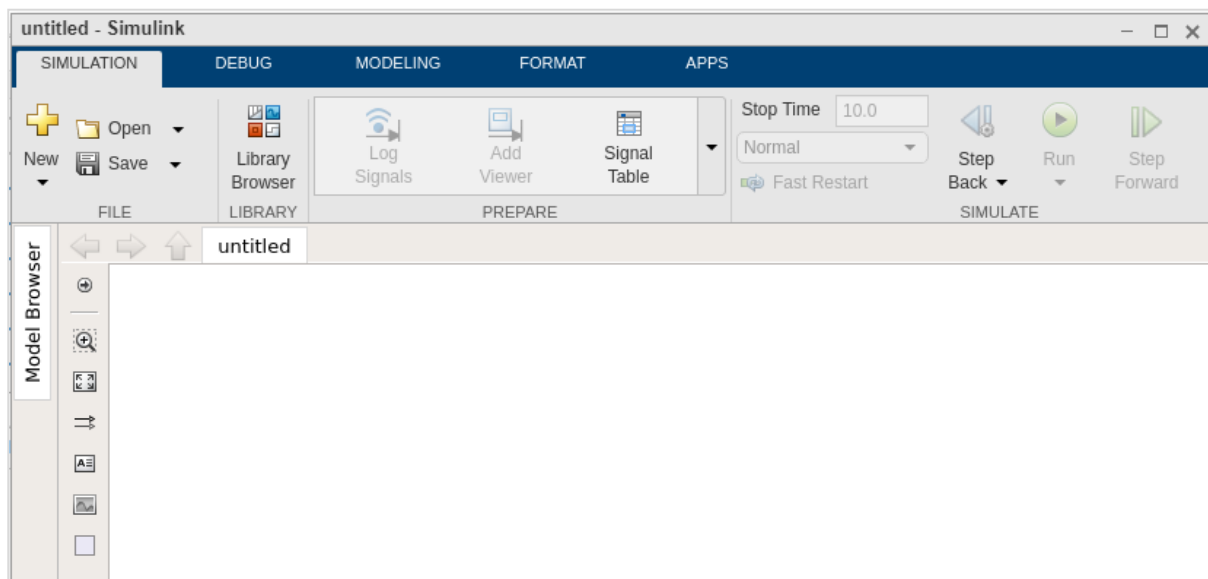 untitled - Simulink
SIMULATION DEBUG MODELING FORMAT APPS
New
Open
Save
FILE
Library
Browser
LIBRARY
Log
Signals
Add
Viewer
Signal
Table
PREPARE
Stop Time 10.0
Normal
Fast Restart
Step
Back
Run
Step
Forward
SIMULATE
Model Browser
untitled